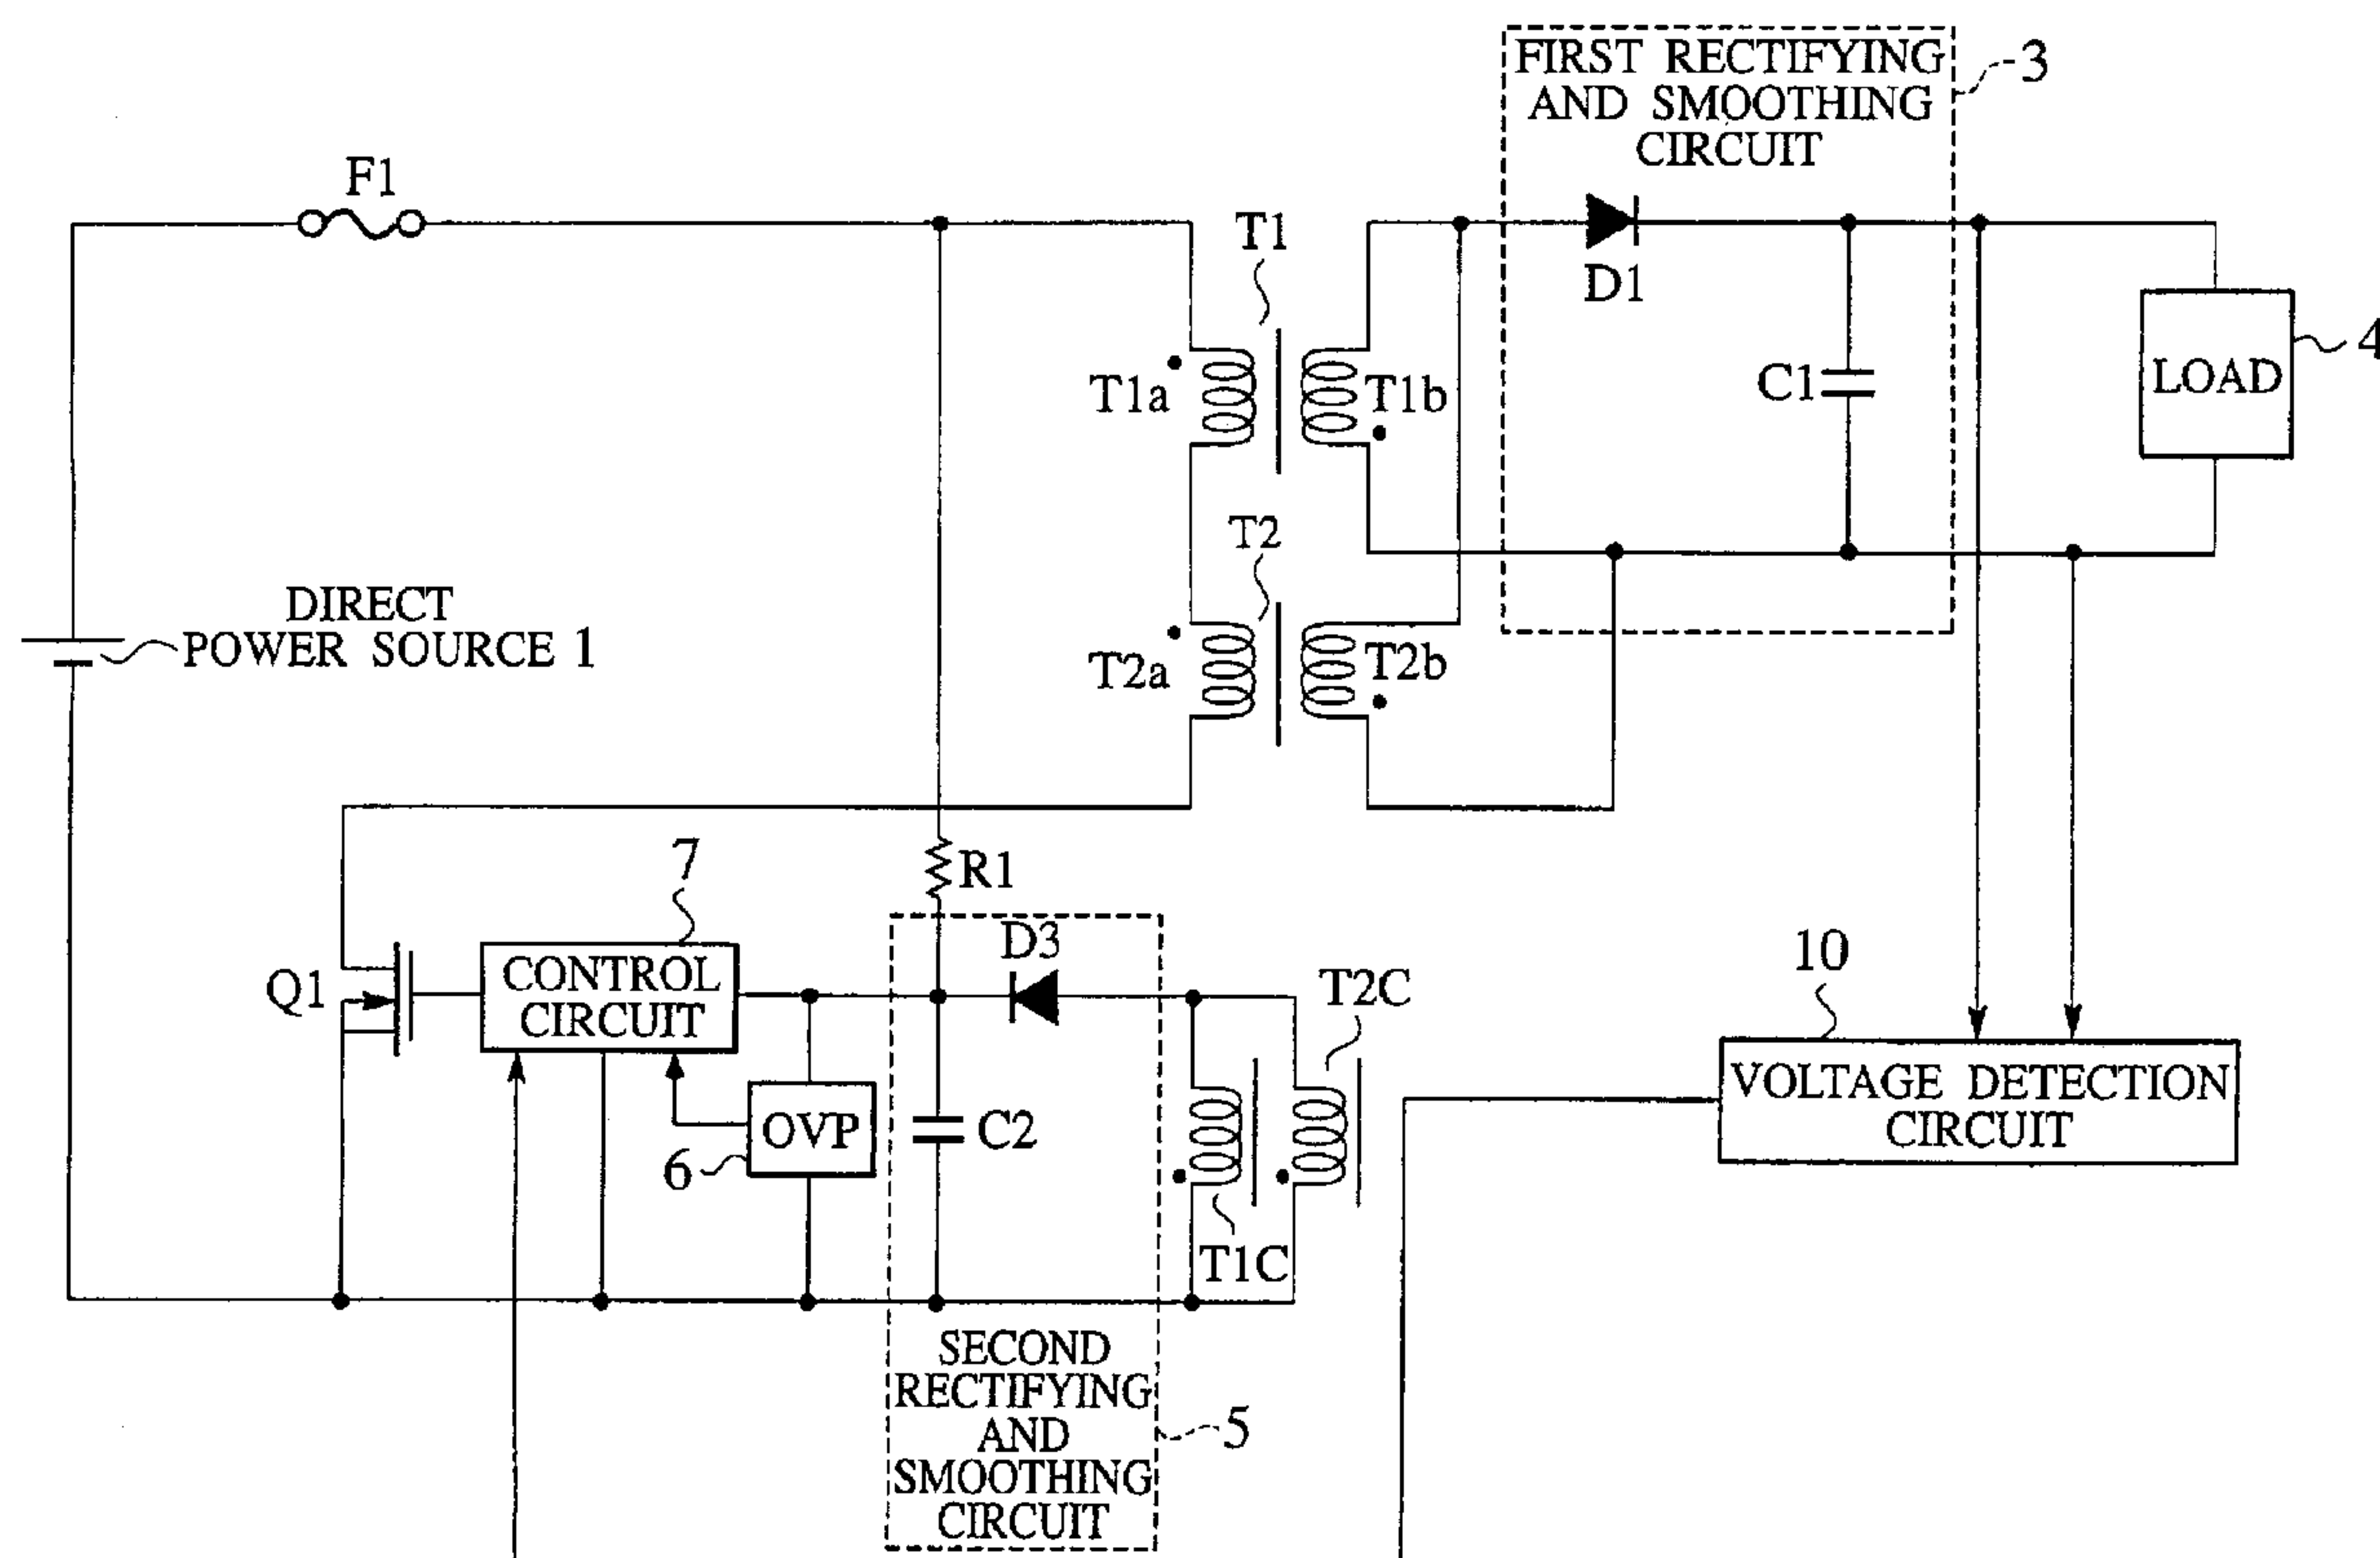 FIRST RECTIFYING
AND SMOOTHING
CIRCUIT
3
F1
T1
D1
T1a
T1b
C1
LOAD
4
T2
DIRECT
POWER SOURCE 1
T2a
T2b
7
R1
D3
Q1
CONTROL
CIRCUIT
T2C
10
OVP
6
C2
VOLTAGE DETECTION
CIRCUIT
T1C
SECOND
RECTIFYING
AND
SMOOTHING
CIRCUIT
5